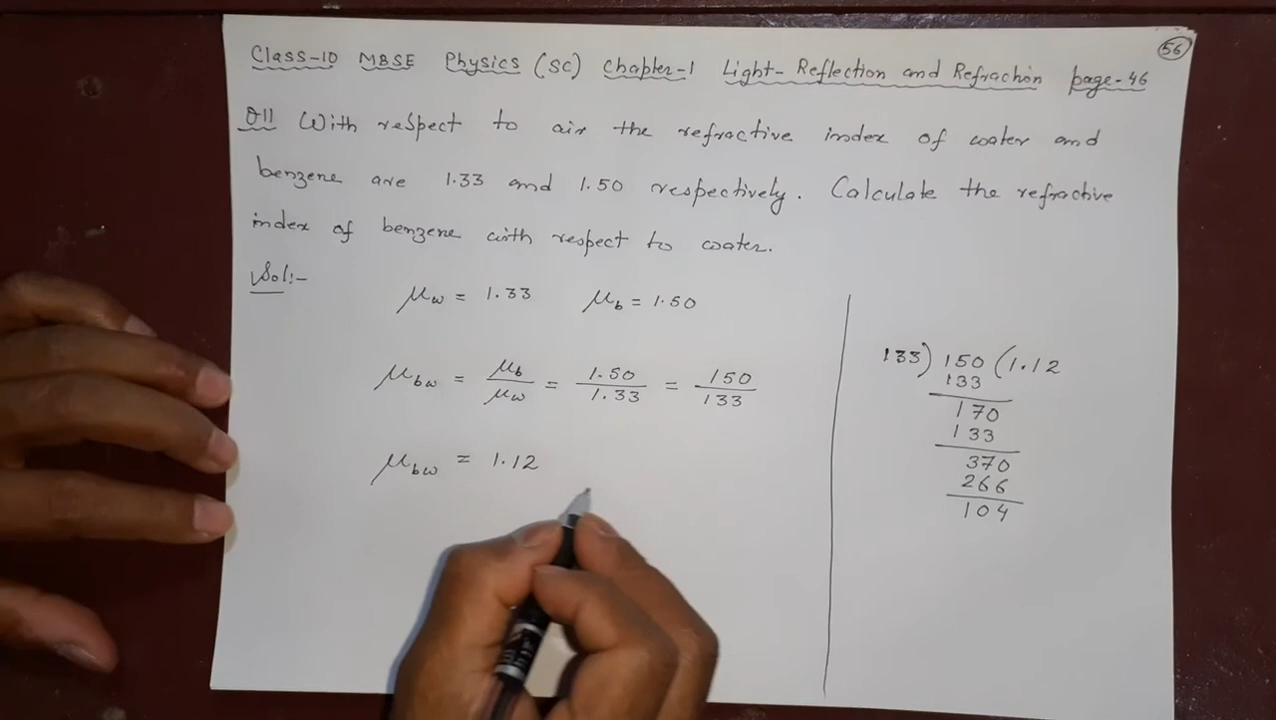 56
Class-10 MBSE Physics (SC) Chapter-1 Light-Reflection and Refraction page-46
Q11 With respect to air the refractive index of water and
benzene are 1.33 and 1.50 respectively. Calculate the refractive
index of benzene with respect to water.
Sol:-
μw = 1.33 μb = 1.50
μbw = μb/μw = 1.50/1.33 = 150/133
μbw = 1.12
133) 150 (1.12
133
170
133
370
266
104